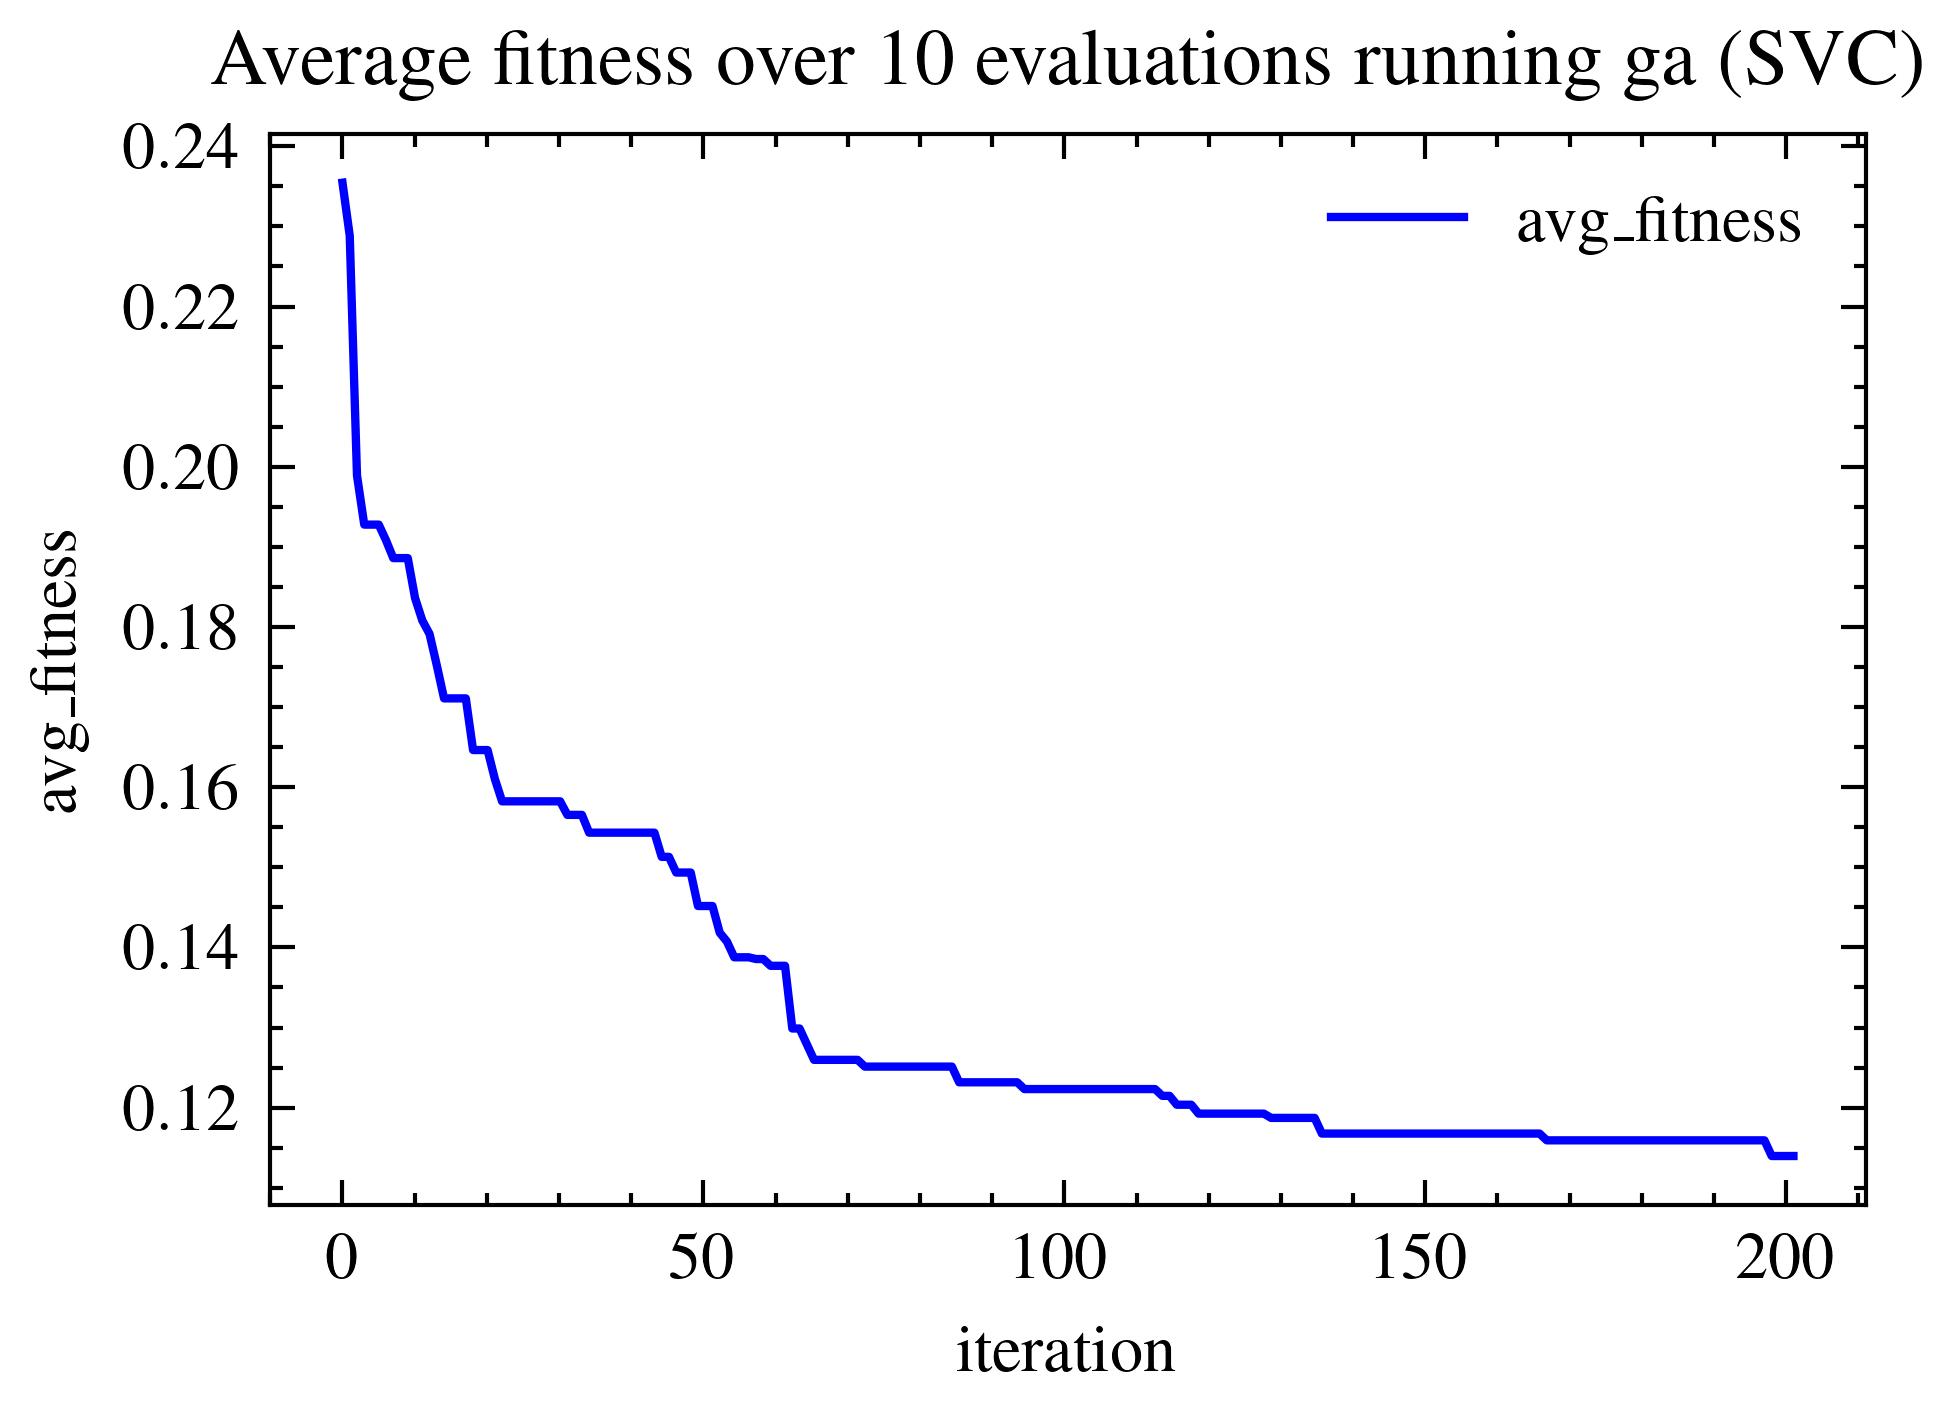 Average fitness over 10 evaluations running ga (SVC)
avg_fitness
0.24
0.22
0.20
0.18
0.16
0.14
0.12
avg_fitness
0 50 100 150 200
iteration